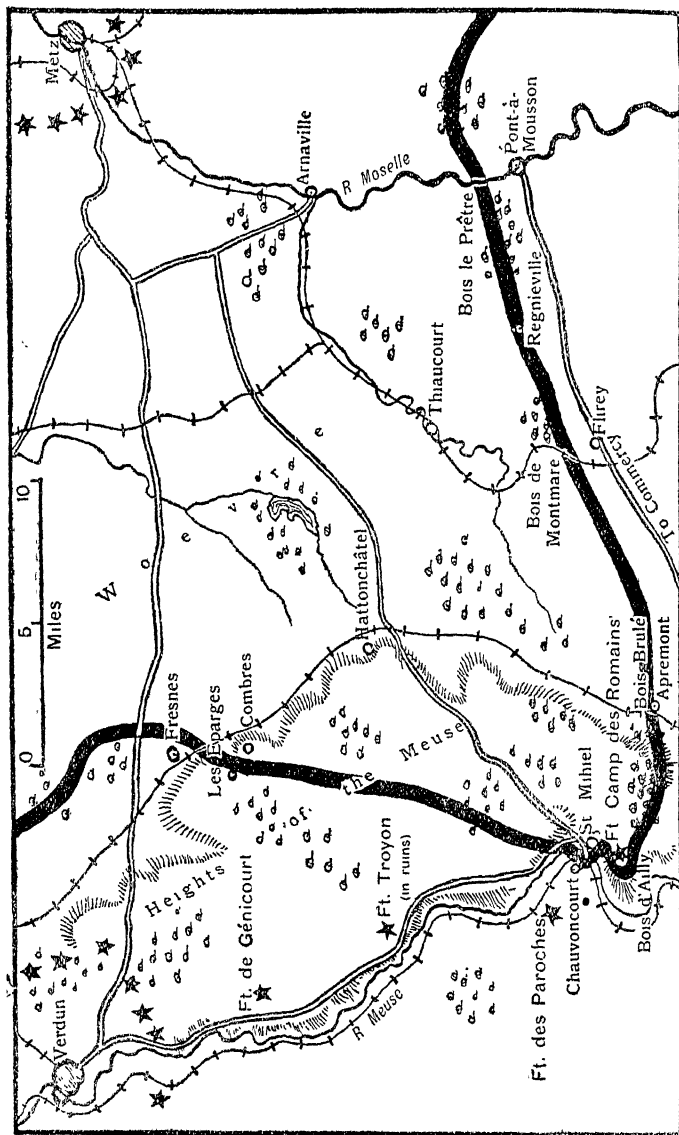 Metz
Arnaville
R Moselle
Pont-à-
Mousson
Bois le Prêtre
Regniéville
Thiaucourt
Flirey
To Commercy
Bois de
Montmare
10
5
0
Miles
W o e v r e
Hattonchâtel
Fresnes
Les Eparges
Combres
Heights of the Meuse
Bois Brulé
Apremont
Ft Camp des Romains
St Mihiel
Chauvoncourt
Bois d'Ailly
Ft. des Paroches
Ft. Troyon
(in ruins)
Ft. de Génicourt
R Meuse
Verdun